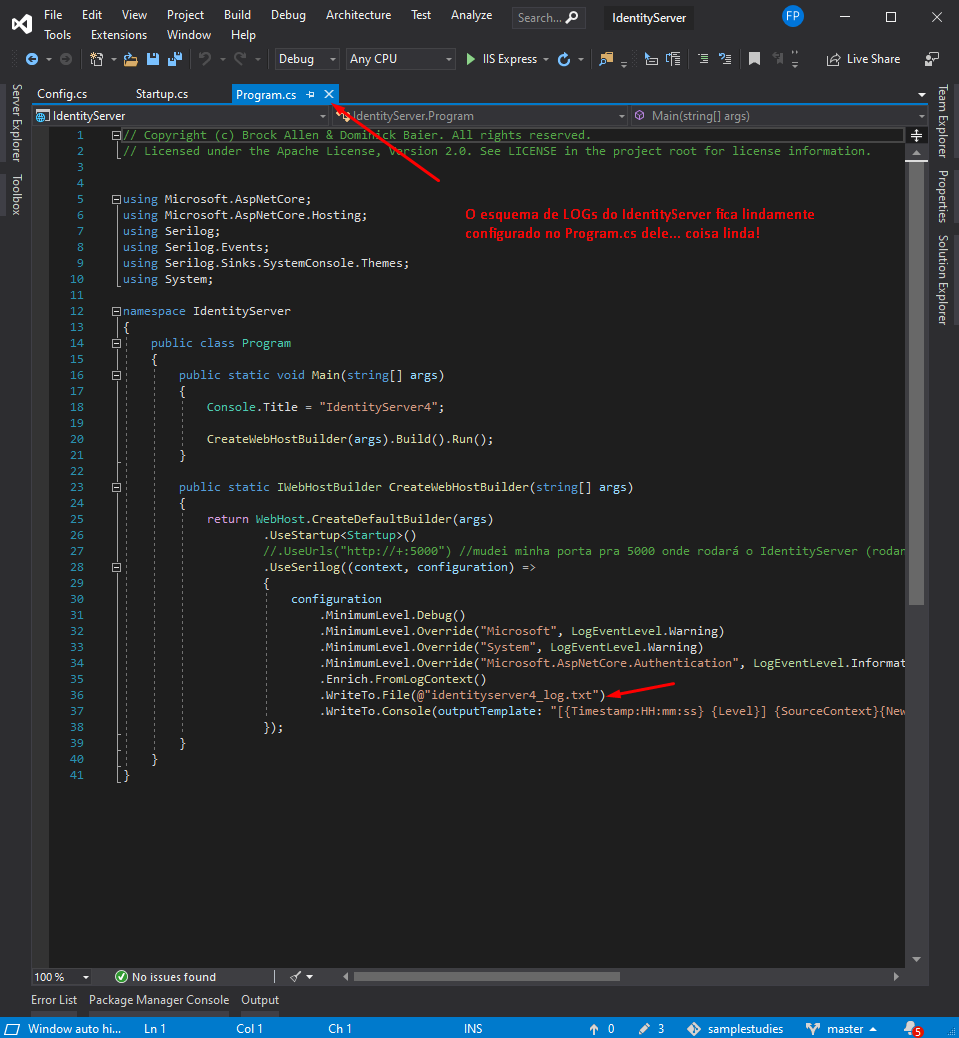 File Edit View Project Build Debug Architecture Test Analyze Search... IdentityServer FP
Tools Extensions Window Help
Debug Any CPU IIS Express Live Share
Config.cs Startup.cs Program.cs
IdentityServer IdentityServer.Program Main(string[] args)
Server Explorer
Toolbox
Team Explorer
Properties
Solution Explorer
1 // Copyright (c) Brock Allen & Dominick Baier. All rights reserved.
2 // Licensed under the Apache License, Version 2.0. See LICENSE in the project root for license information.
3
4
5 using Microsoft.AspNetCore;
6 using Microsoft.AspNetCore.Hosting;
7 using Serilog;
8 using Serilog.Events;
9 using Serilog.Sinks.SystemConsole.Themes;
10 using System;
O esquema de LOGs do IdentityServer fica lindamente
configurado no Program.cs dele... coisa linda!
11
12 namespace IdentityServer
13 {
14 public class Program
15 {
16 public static void Main(string[] args)
17 {
18 Console.Title = "IdentityServer4";
19
20 CreateWebHostBuilder(args).Build().Run();
21 }
22
23 public static IWebHostBuilder CreateWebHostBuilder(string[] args)
24 {
25 return WebHost.CreateDefaultBuilder(args)
26 .UseStartup<Startup>()
27 //.UseUrls("http://+:5000") //mudei minha porta pra 5000 onde rodará o IdentityServer (rodan
28 .UseSerilog((context, configuration) =>
29 {
30 configuration
31 .MinimumLevel.Debug()
32 .MinimumLevel.Override("Microsoft", LogEventLevel.Warning)
33 .MinimumLevel.Override("System", LogEventLevel.Warning)
34 .MinimumLevel.Override("Microsoft.AspNetCore.Authentication", LogEventLevel.Informat
35 .Enrich.FromLogContext()
36 .WriteTo.File(@"identityserver4_log.txt")
37 .WriteTo.Console(outputTemplate: "[{Timestamp:HH:mm:ss} {Level}] {SourceContext}{New
38 });
39 }
40 }
41 }
100 % No issues found
Error List Package Manager Console Output
Window auto hi... Ln 1 Col 1 Ch 1 INS 0 3 samplestudies master 5